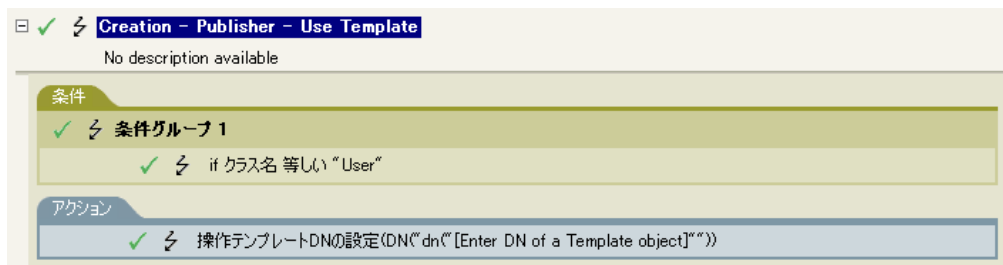 Creation - Publisher - Use Template
No description available
条件
条件グループ 1
if クラス名 等しい "User"
アクション
操作テンプレートDNの設定(DN("dn("[Enter DN of a Template object]""))